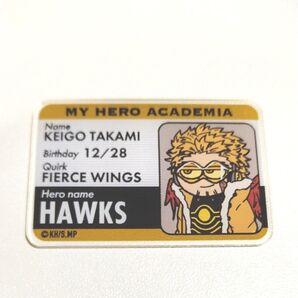 MY HERO ACADEMIA
Name
KEIGO TAKAMI
Birthday 12/28
Quirk
FIERCE WINGS
Hero name
HAWKS
©KH/S.MP